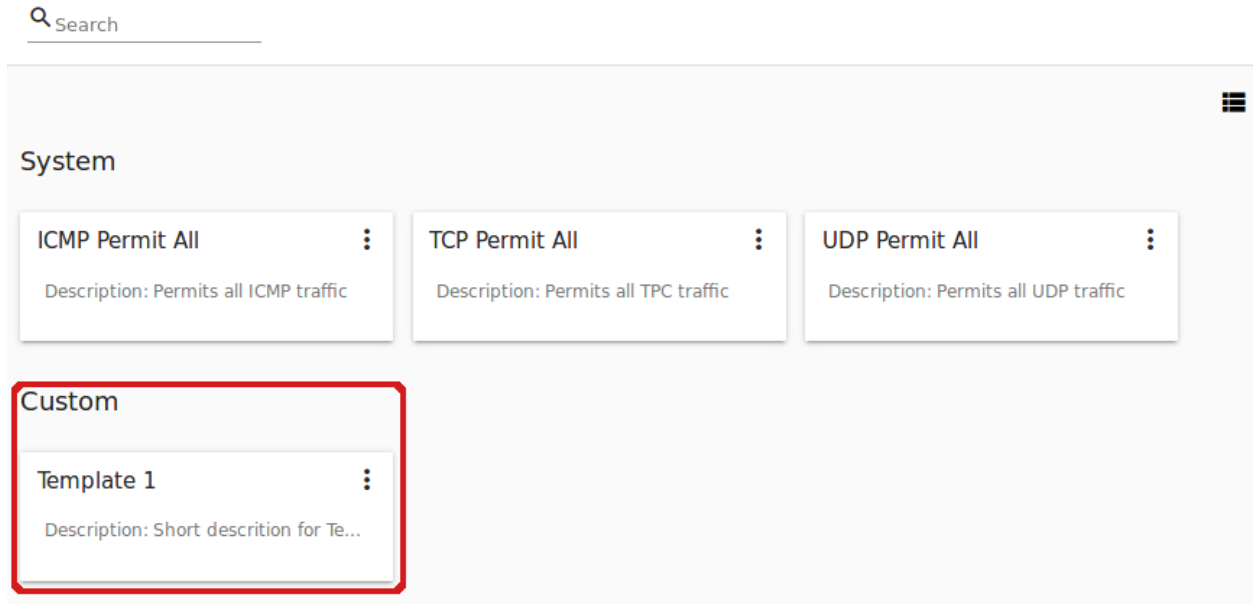 Search
System
ICMP Permit All
TCP Permit All
UDP Permit All
Description: Permits all ICMP traffic
Description: Permits all TPC traffic
Description: Permits all UDP traffic
Custom
Template 1
Description: Short descrition for Te...